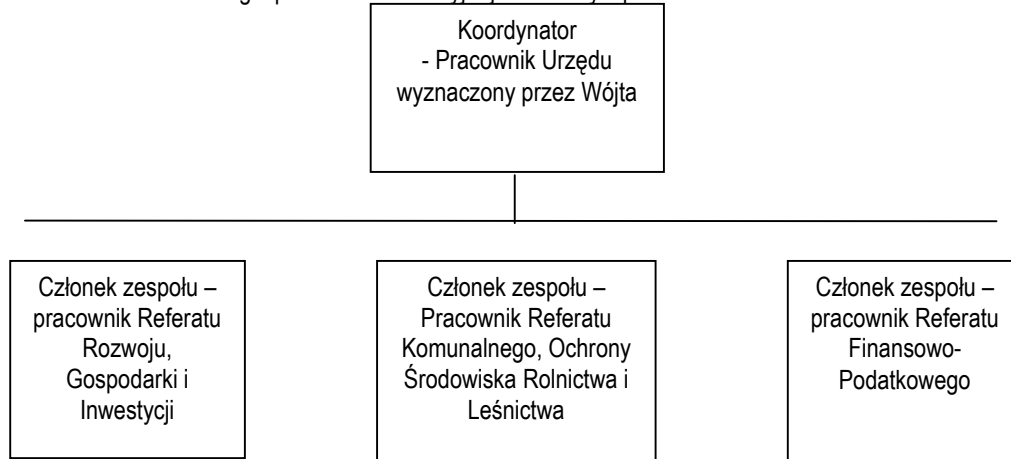 Koordynator
- Pracownik Urzędu
wyznaczony przez Wójta
Członek zespołu –
pracownik Referatu
Rozwoju,
Gospodarki i
Inwestycji
Członek zespołu –
Pracownik Referatu
Komunalnego, Ochrony
Środowiska Rolnictwa i
Leśnictwa
Członek zespołu –
pracownik Referatu
Finansowo-
Podatkowego